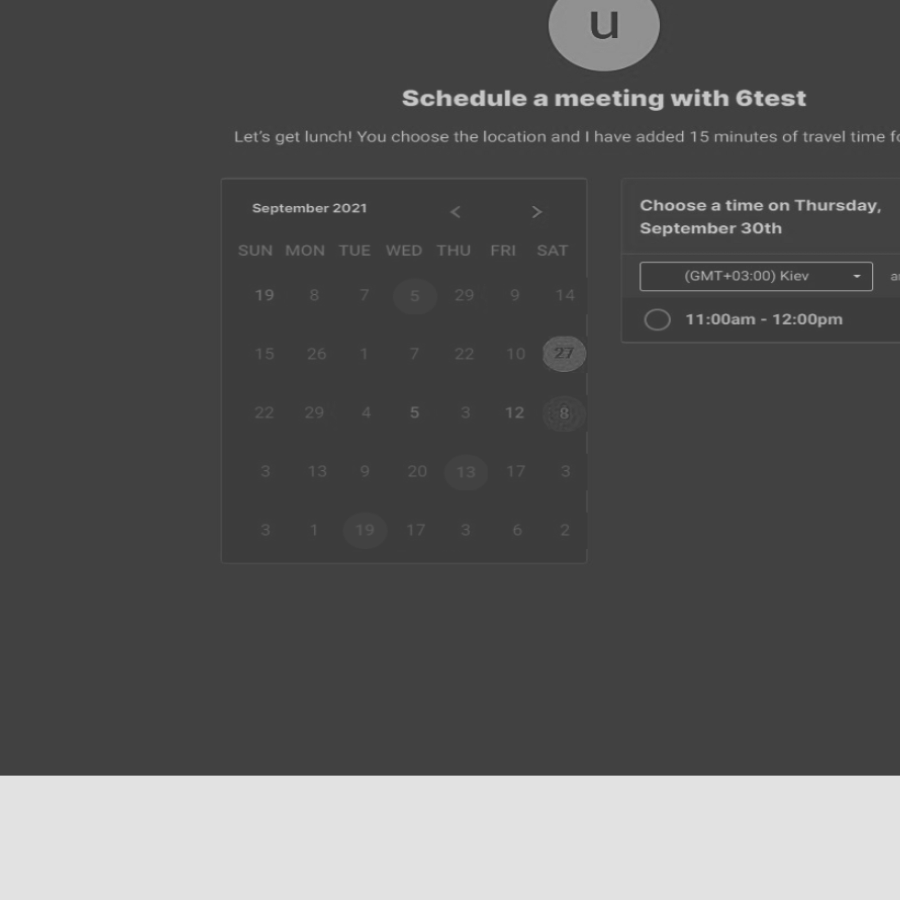 u
Schedule a meeting with 6test
Let's get lunch! You choose the location and I have added 15 minutes of travel time
September 2021 < >
SUN MON TUE WED THU FRI SAT
19 8 7 5 29 9 14
15 26 1 7 22 10 27
22 29 4 5 3 12 8
3 13 9 20 13 17 3
3 1 19 17 3 6 2
Choose a time on Thursday,
September 30th
(GMT+03:00) Kiev
11:00am - 12:00pm